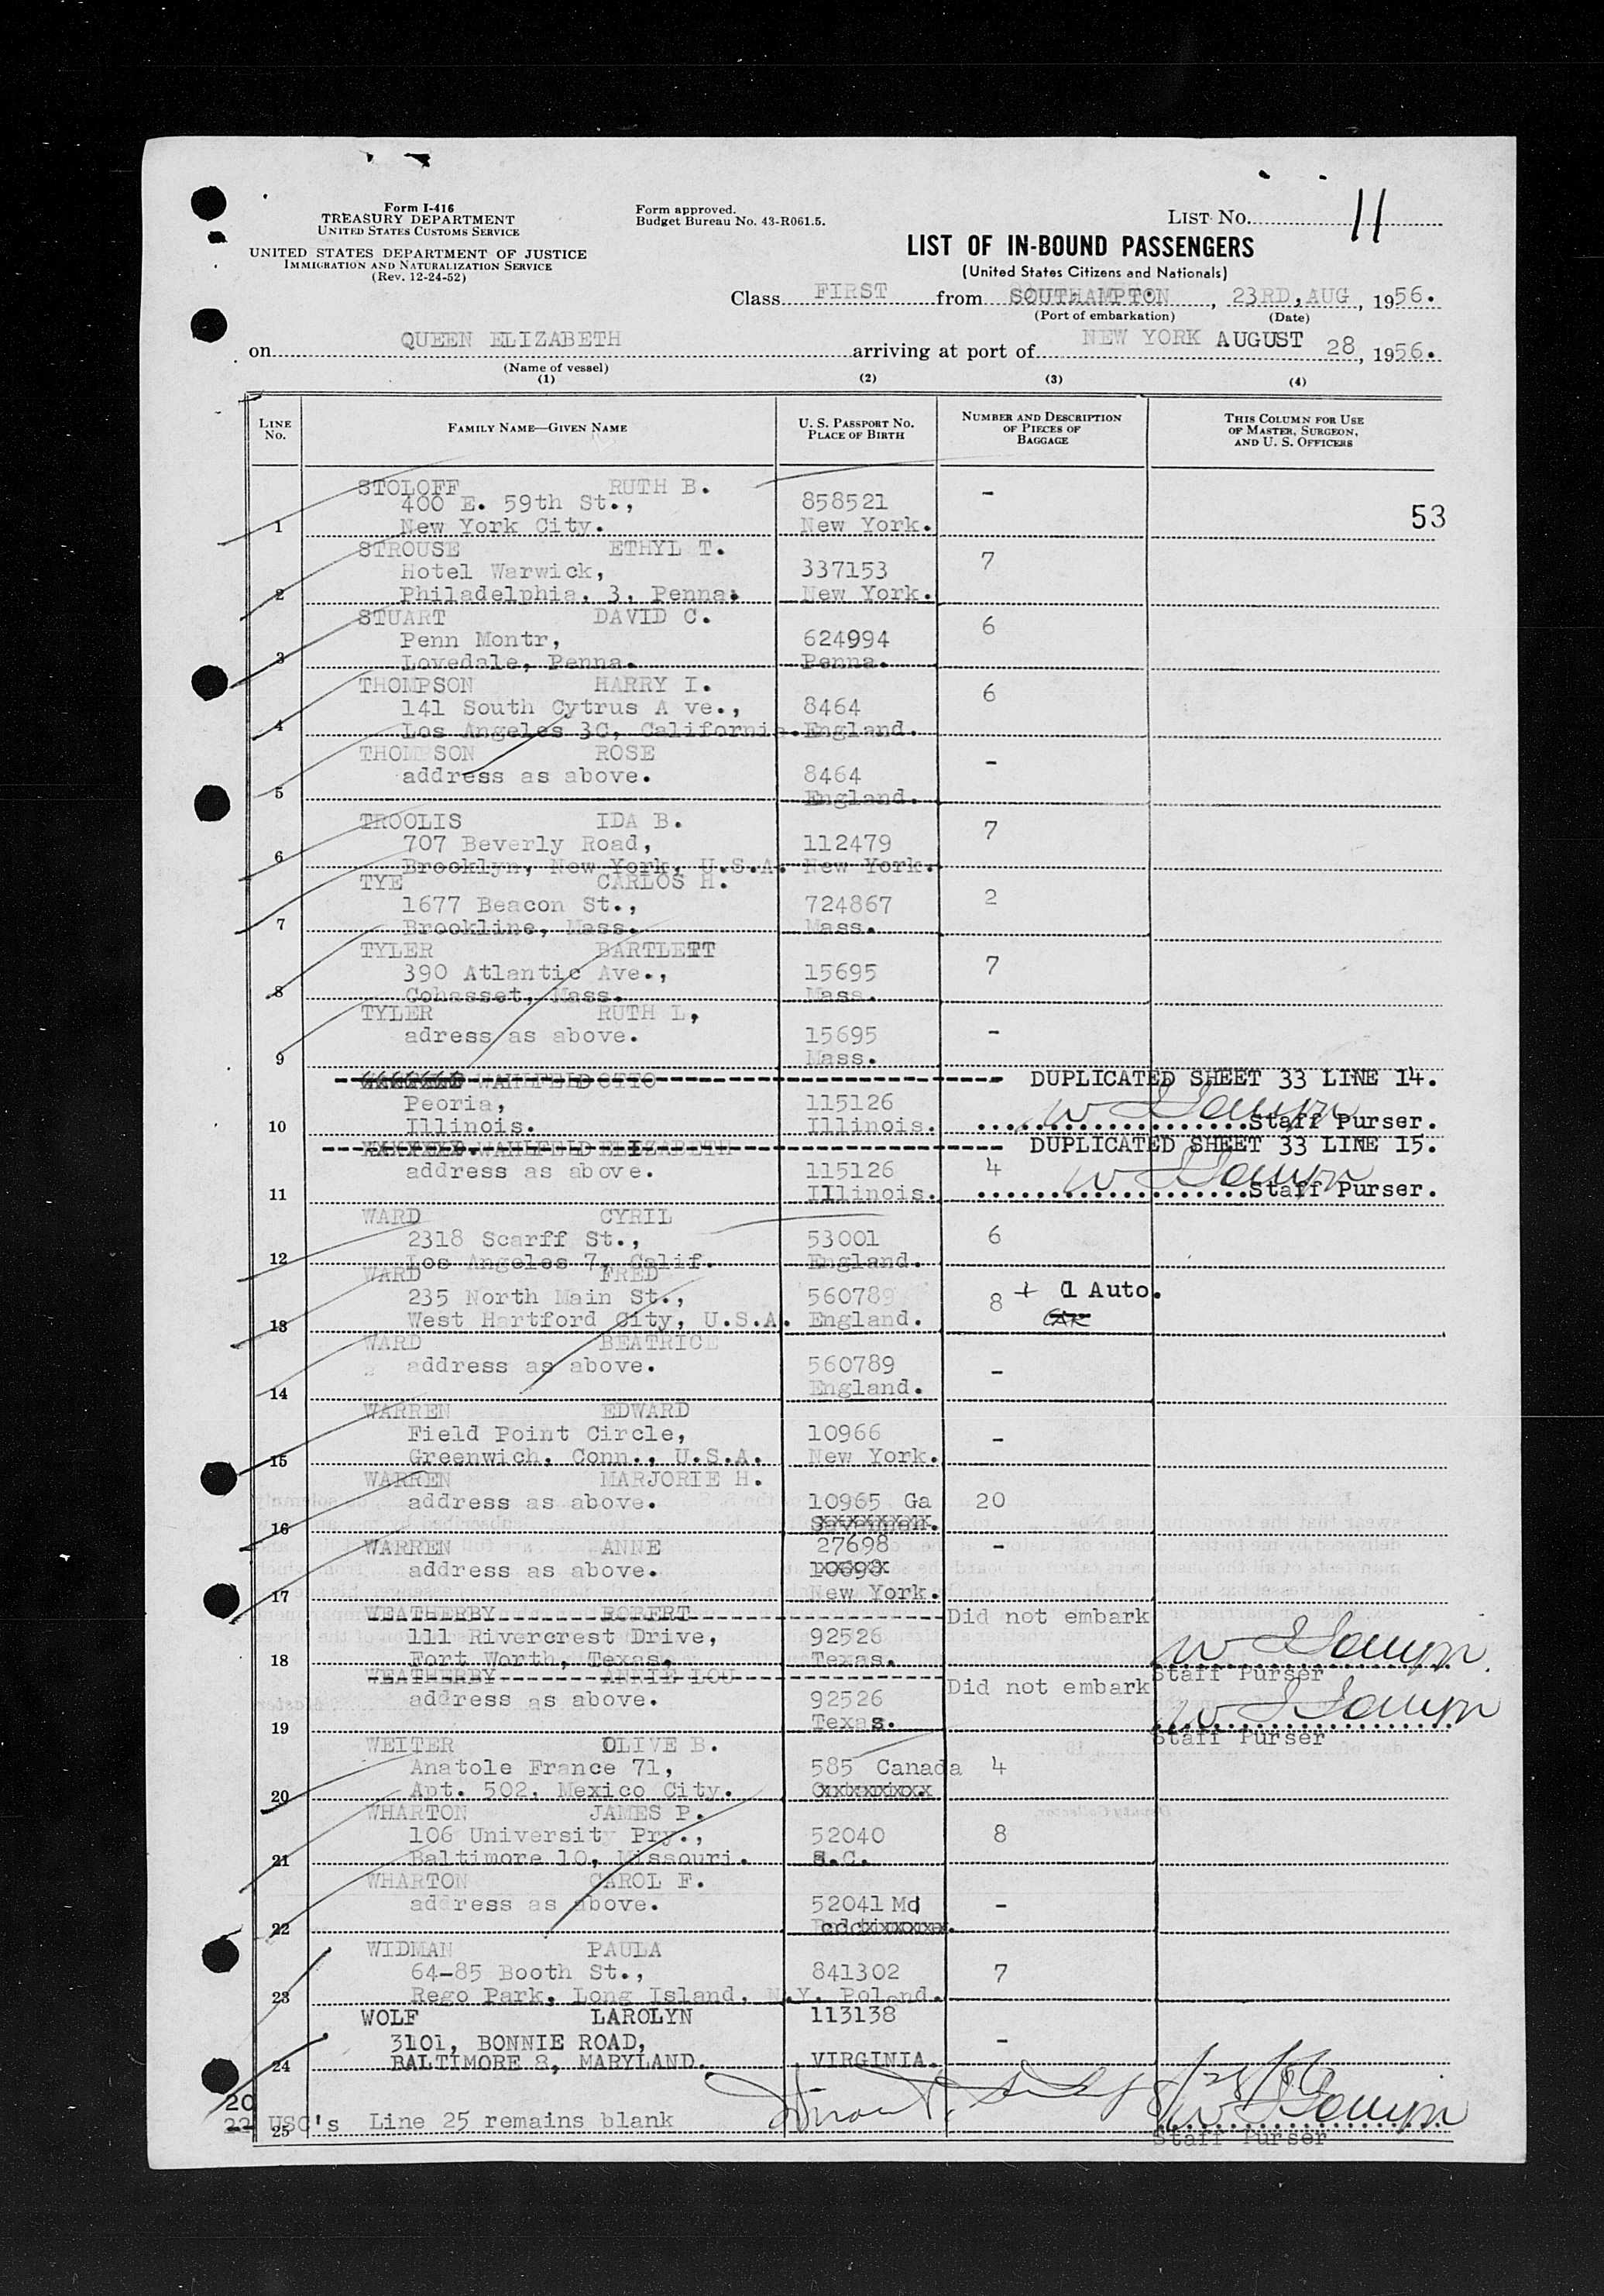 Form I-416
TREASURY DEPARTMENT
UNITED STATES CUSTOMS SERVICE
UNITED STATES DEPARTMENT OF JUSTICE
IMMIGRATION AND NATURALIZATION SERVICE
(Rev. 12-24-52)
Form approved.
Budget Bureau No. 43-R061.5.
LIST NO. 11
LIST OF IN-BOUND PASSENGERS
(United States Citizens and Nationals)
Class FIRST from SOUTHAMPTON, 23RD, AUG, 1956.
(Port of embarkation) (Date)
on QUEEN ELIZABETH arriving at port of NEW YORK AUGUST 28, 1956.
(Name of vessel)
(1) (2) (3) (4)
LINE NO. FAMILY NAME—GIVEN NAME U. S. PASSPORT NO. PLACE OF BIRTH NUMBER AND DESCRIPTION OF PIECES OF BAGGAGE THIS COLUMN FOR USE OF MASTER, SURGEON, AND U. S. OFFICERS
STOLOFF RUTH B. -
400 E. 59th St., 858521 53
1 New York City. New York.
STROUSE ETHYL T. 7
Hotel Warwick, 337153
2 Philadelphia, 3, Penna. New York.
STUART DAVID C. 6
Penn Montr, 624994
3 Lovedale, Penna. Penna.
THOMPSON HARRY I. 6
141 South Cytrus A ve., 8464
4 Los Angeles 3C, California. England.
THOMPSON ROSE -
address as above. 8464
5 England.
TROOLIS IDA B. 7
707 Beverly Road, 112479
6 Brooklyn, New York, U.S.A. New York.
TYE CARLOS H. 2
1677 Beacon St., 724867
7 Brookline, Mass. Mass.
TYLER BARTLETT 7
390 Atlantic Ave., 15695
8 Cohasset, Mass. Mass.
TYLER RUTH L, -
adress as above. 15695
9 Mass.
WAHLFELD OTTO DUPLICATED SHEET 33 LINE 14.
Peoria, 115126
10 Illinois. Illinois. Staff Purser.
WAHLFELD ELIZABETH DUPLICATED SHEET 33 LINE 15.
address as above. 115126 4
11 Illinois. Staff Purser.
WARD CYRIL 6
2318 Scarff St., 53001
12 Los Angeles 7, Calif. England.
WARD FRED
235 North Main St., 560789 8 + 1 Auto.
13 West Hartford City, U.S.A. England. CAR
WARD BEATRICE
address as above. 560789 -
14 England.
WARREN EDWARD
Field Point Circle, 10966 -
15 Greenwich, Conn., U.S.A. New York.
WARREN MARJORIE H.
address as above. 10965 Ga 20
16
WARREN ANNE 27698 -
address as above.
17 New York.
WEATHERBY ROBERT Did not embark
111 Rivercrest Drive, 92526
18 Fort Worth, Texas, Texas. Staff Purser
WEATHERBY ANNIE LOU Did not embark
address as above. 92526
19 Texas. Staff Purser
WEITER OLIVE B.
Anatole France 71, 585 Canada 4
20 Apt. 502, Mexico City.
WHARTON JAMES P.
106 University Pry., 52040 8
21 Baltimore 10, Missouri. S.C.
WHARTON CAROL F.
address as above. 52041 Md -
22
WIDMAN PAULA
64-85 Booth St., 841302 7
23 Rego Park, Long Island, N.Y. Poland.
WOLF LAROLYN 113138
3101, BONNIE ROAD, -
24 BALTIMORE 8, MARYLAND. VIRGINIA.
20 8/28/56
22 USC's Line 25 remains blank
25 Staff Purser